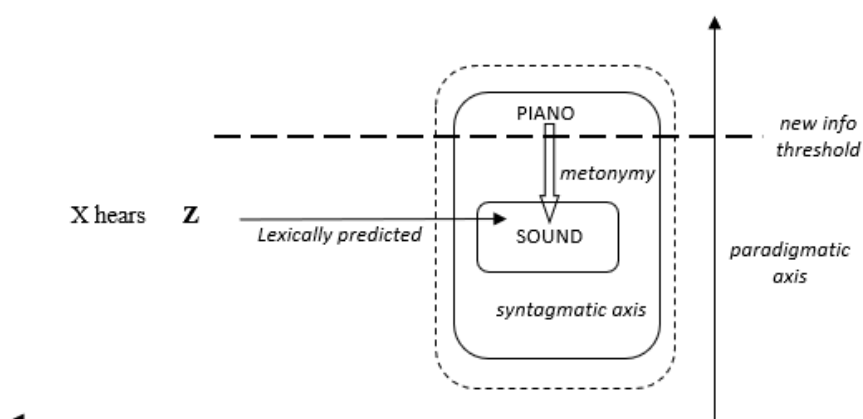 PIANO
new info
threshold
metonymy
X hears Z
Lexically predicted
SOUND
paradigmatic
axis
syntagmatic axis